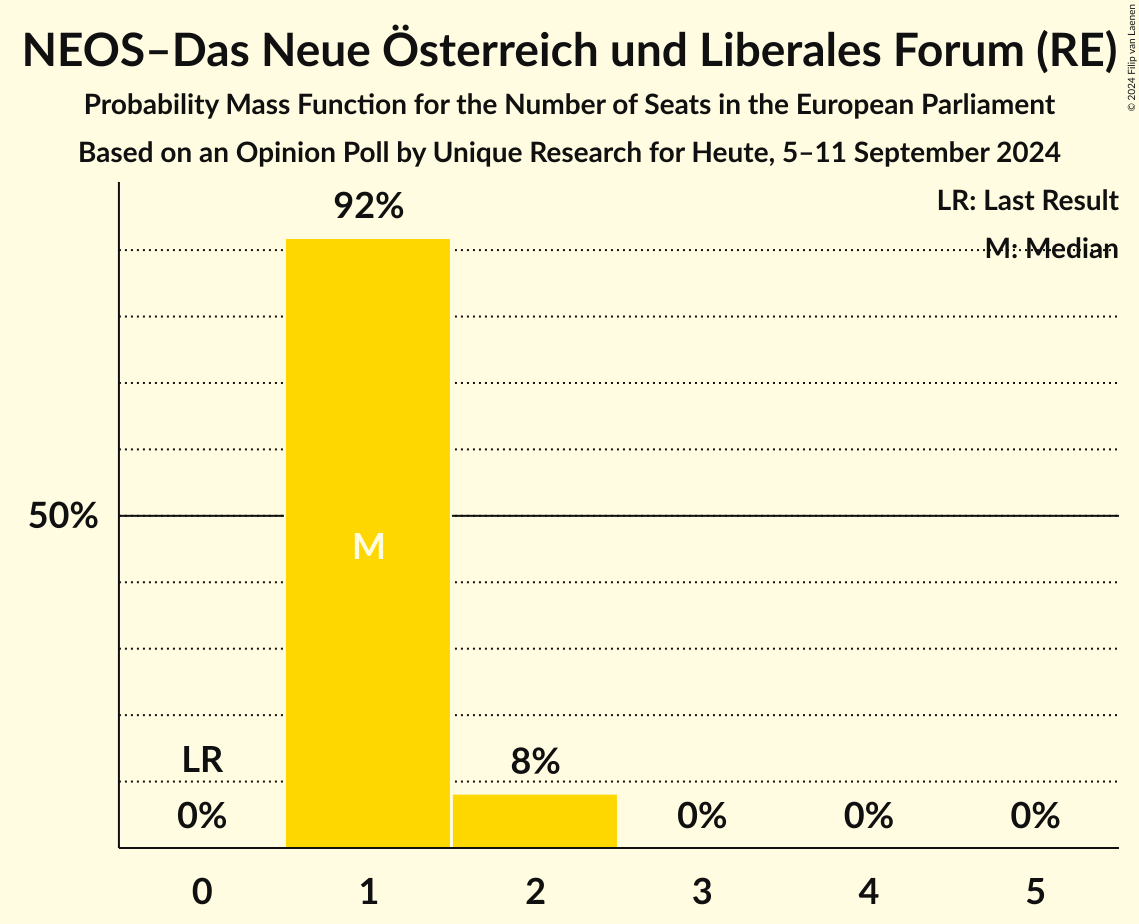 NEOS–Das Neue Österreich und Liberales Forum (RE)
Probability Mass Function for the Number of Seats in the European Parliament
Based on an Opinion Poll by Unique Research for Heute, 5–11 September 2024
© 2024 Filip van Laenen
LR: Last Result
M: Median
92%
50%
M
LR
8%
0%
0%
0%
0%
0 1 2 3 4 5